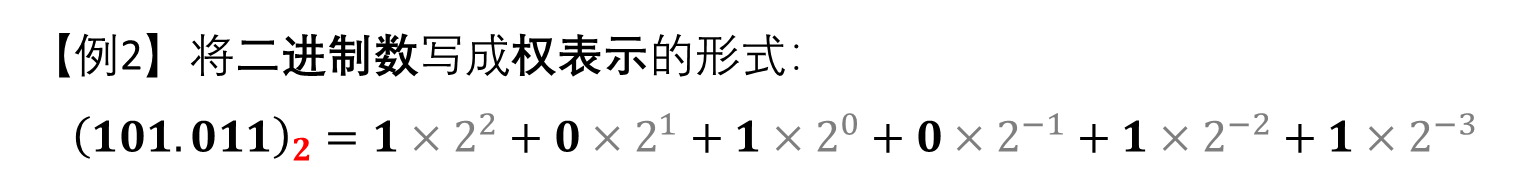 【例2】将二进制数写成权表示的形式：
(101.011)₂ = 1 × 2² + 0 × 2¹ + 1 × 2⁰ + 0 × 2⁻¹ + 1 × 2⁻² + 1 × 2⁻³